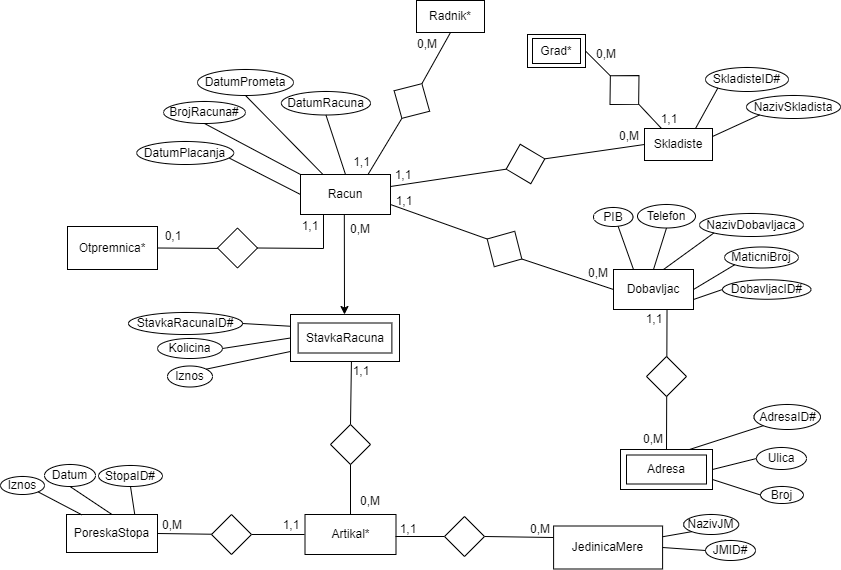 Radnik*
0,M
Grad*
0,M
SkladisteID#
NazivSkladista
1,1
0,M
Skladiste
DatumPrometa
DatumRacuna
BrojRacuna#
DatumPlacanja
1,1
1,1
Racun
1,1
1,1
0,M
Otpremnica*
0,1
PIB
Telefon
NazivDobavljaca
MaticniBroj
DobavljacID#
0,M
Dobavljac
1,1
StavkaRacunaID#
Kolicina
Iznos
StavkaRacuna
1,1
0,M
Adresa
AdresaID#
Ulica
Broj
Iznos
Datum
StopaID#
PoreskaStopa
0,M
1,1
0,M
Artikal*
1,1
0,M
JedinicaMere
NazivJM
JMID#